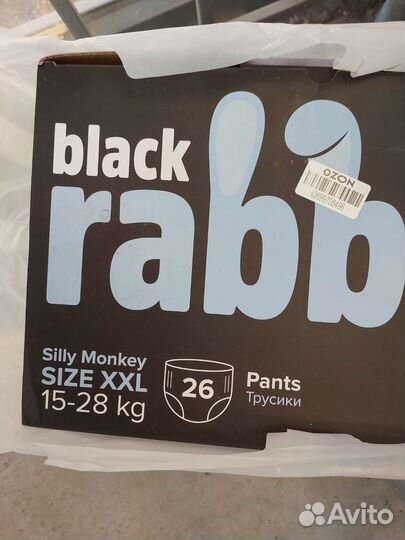 black
rabb
OZON
Silly Monkey
SIZE XXL
15-28 kg
26
Pants
Трусики
Avito